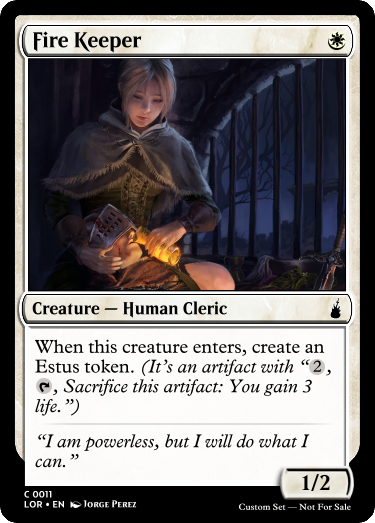 Fire Keeper
Creature — Human Cleric
When this creature enters, create an
Estus token. (It's an artifact with “2,
, Sacrifice this artifact: You gain 3
life.”)
“I am powerless, but I will do what I
can.”
1/2
C 0011
LOR • EN Jorge Perez
Custom Set — Not For Sale